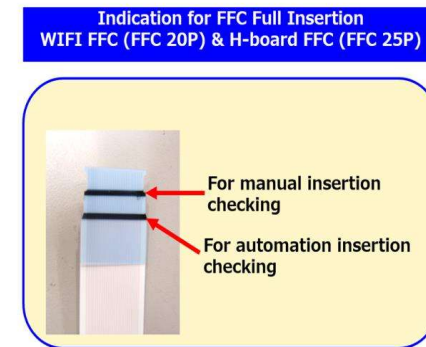 Indication for FFC Full Insertion
WIFI FFC (FFC 20P) & H-board FFC (FFC 25P)
For manual insertion
checking
For automation insertion
checking